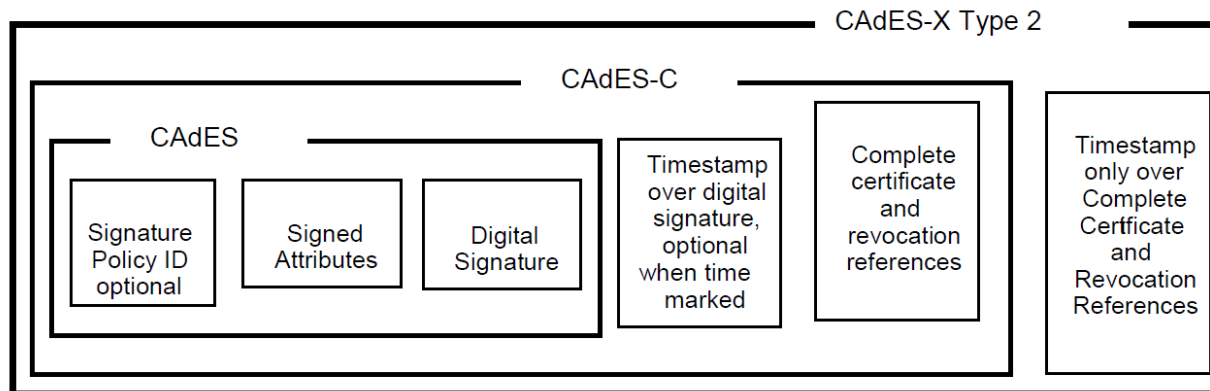 CAdES-X Type 2
CAdES-C
CAdES
Signature
Policy ID
optional
Signed
Attributes
Digital
Signature
Timestamp
over digital
signature,
optional
when time
marked
Complete
certificate
and
revocation
references
Timestamp
only over
Complete
Certficate
and
Revocation
References